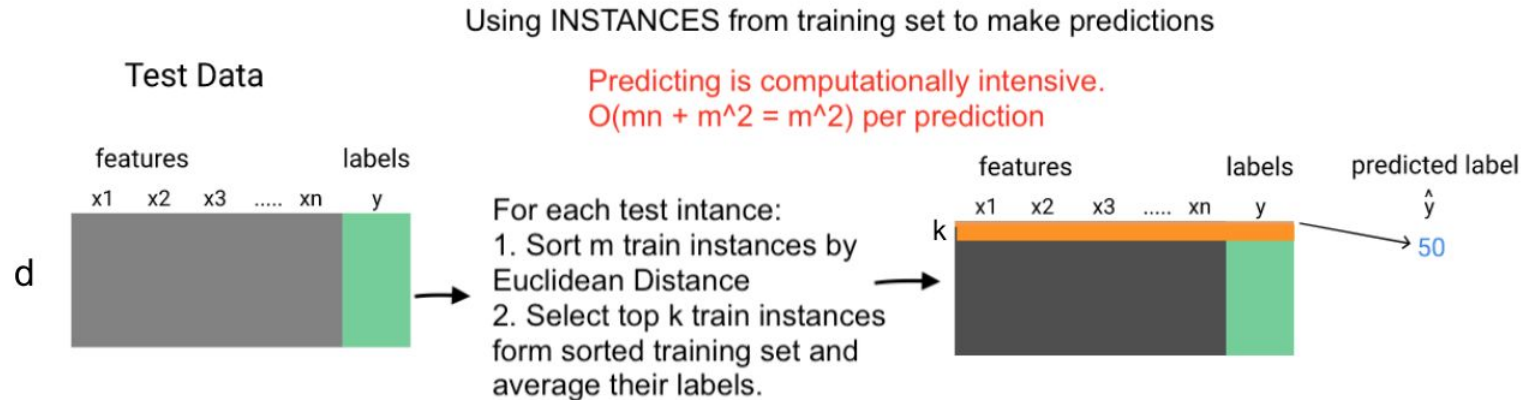 Using INSTANCES from training set to make predictions
Test Data
Predicting is computationally intensive.
O(mn + m^2 = m^2) per prediction
features labels
x1 x2 x3 ..... xn y
d
For each test intance:
1. Sort m train instances by
Euclidean Distance
2. Select top k train instances
form sorted training set and
average their labels.
features labels predicted label
x1 x2 x3 ..... xn y ŷ
k
50